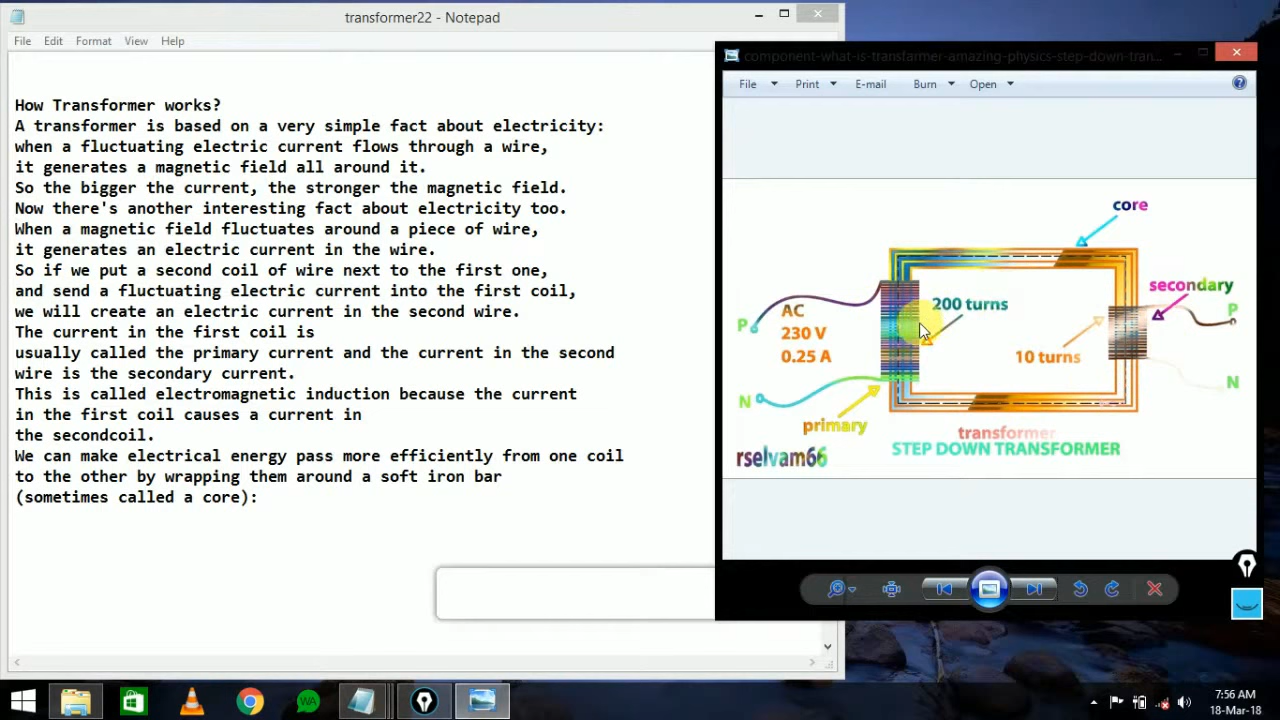 transformer22 - Notepad
File Edit Format View Help
How Transformer works?
A transformer is based on a very simple fact about electricity:
when a fluctuating electric current flows through a wire,
it generates a magnetic field all around it.
So the bigger the current, the stronger the magnetic field.
Now there's another interesting fact about electricity too.
When a magnetic field fluctuates around a piece of wire,
it generates an electric current in the wire.
So if we put a second coil of wire next to the first one,
and send a fluctuating electric current into the first coil,
we will create an electric current in the second wire.
The current in the first coil is
usually called the primary current and the current in the second
wire is the secondary current.
This is called electromagnetic induction because the current
in the first coil causes a current in
the secondcoil.
We can make electrical energy pass more efficiently from one coil
to the other by wrapping them around a soft iron bar
(sometimes called a core):
component-what-is-transfarmer-amazing-physics-step-down-tran...
File Print E-mail Burn Open
core
secondary
200 turns
P
AC
230 V
0.25 A
P
10 turns
N
N
primary
transformer
STEP DOWN TRANSFORMER
rselvam66
WA
7:56 AM
18-Mar-18